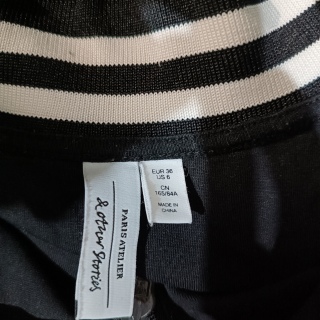 PARIS ATELIER
& other Stories
EUR 36
US 6
CN
165/84A
MADE IN
CHINA